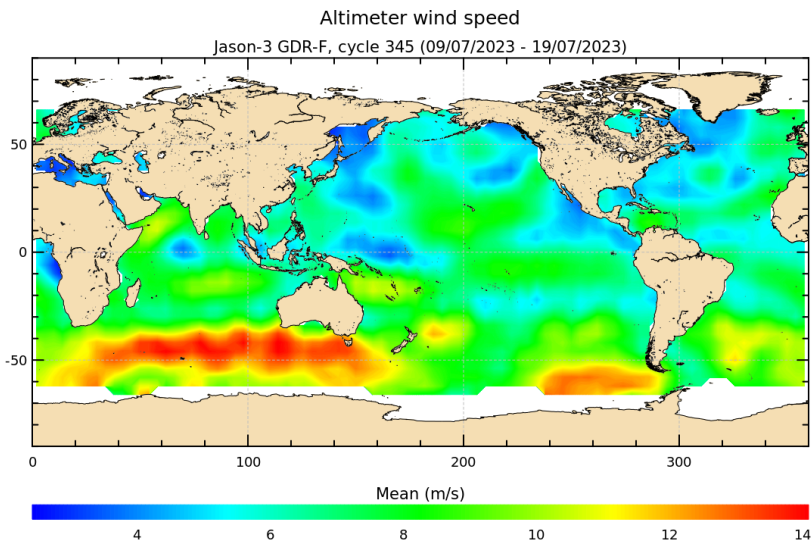 Altimeter wind speed
Jason-3 GDR-F, cycle 345 (09/07/2023 - 19/07/2023)
50
0
-50
0 100 200 300
Mean (m/s)
4 6 8 10 12 14